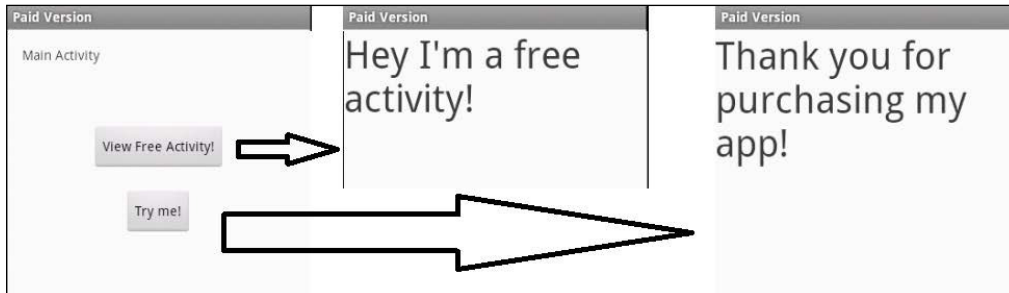 Paid Version
Main Activity
View Free Activity!
Try me!
Paid Version
Hey I'm a free
activity!
Paid Version
Thank you for
purchasing my
app!